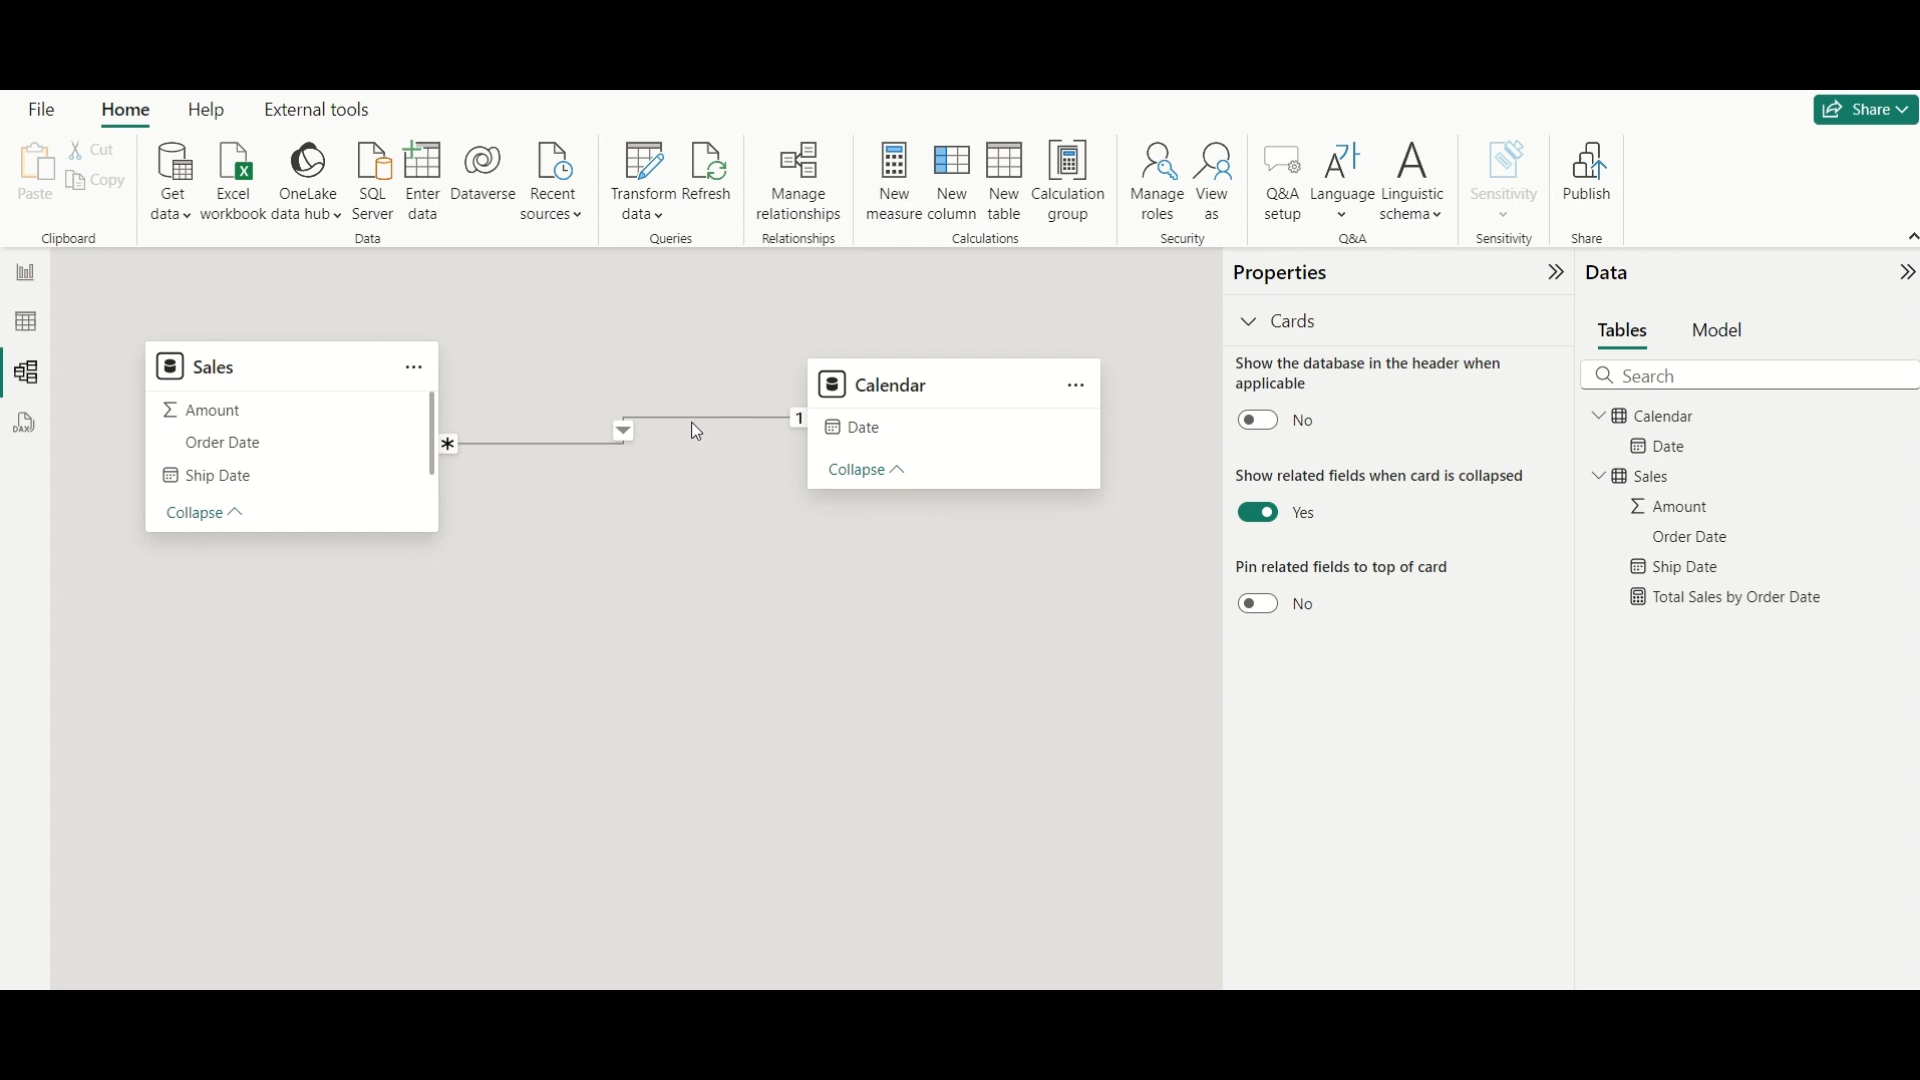 File Home Help External tools Share
Paste Cut Copy
Get data Excel workbook OneLake data hub SQL Server Enter data Dataverse Recent sources
Transform data Refresh
Manage relationships
New measure New column New table Calculation group
Manage roles View as
Q&A setup Language Linguistic schema
Sensitivity
Publish
Clipboard Data Queries Relationships Calculations Security Q&A Sensitivity Share
DAX
Sales
Amount
Order Date
Ship Date
Collapse
* 1
Calendar
Date
Collapse
Properties
Cards
Show the database in the header when
applicable
No
Show related fields when card is collapsed
Yes
Pin related fields to top of card
No
Data
Tables Model
Search
Calendar
Date
Sales
Amount
Order Date
Ship Date
Total Sales by Order Date